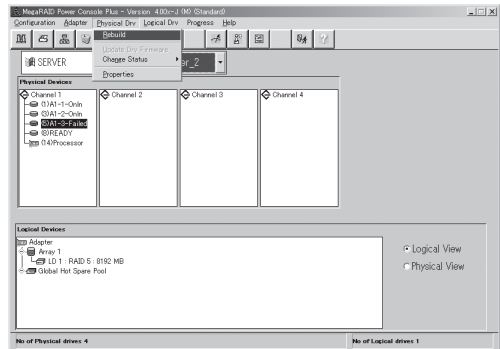 MegaRAID Power Console Plus - Version 4.00x-J (M) (Standard)
Configuration Adapter Physical Drv Logical Drv Progress Help
Rebuild
Update Drv Firmware
Change Status
Properties
SERVER
er_2
Physical Devices
Channel 1
(1)A1-1-Onln
(3)A1-2-Onln
(5)A1-3-Failed
(8)READY
(14)Processor
Channel 2
Channel 3
Channel 4
Logical Devices
Adapter
Array 1
LD 1 : RAID 5 : 8192 MB
Global Hot Spare Pool
Logical View
Physical View
No of Physical drives 4
No of Logical drives 1